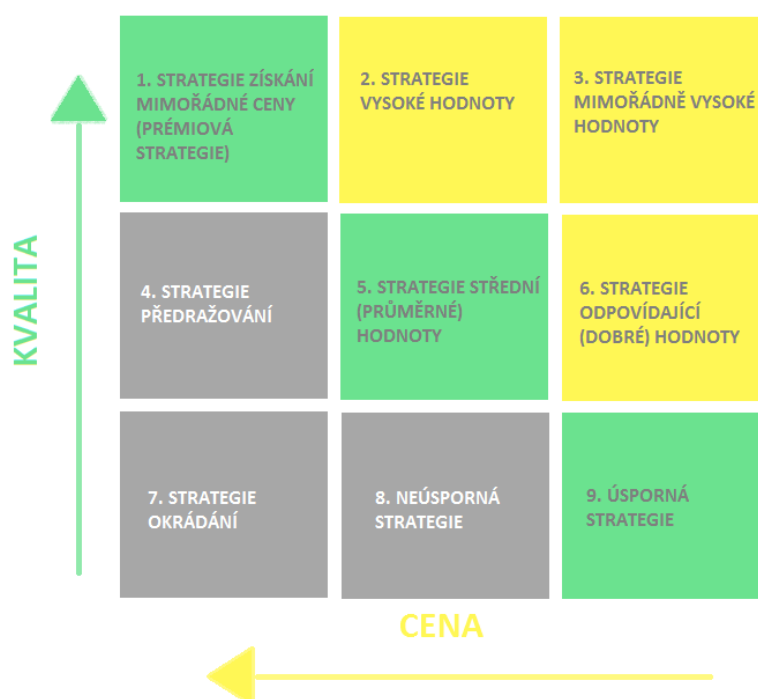 1. STRATEGIE ZÍSKÁNÍ
MIMOŘÁDNÉ CENY
(PRÉMIOVÁ
STRATEGIE)
2. STRATEGIE
VYSOKÉ HODNOTY
3. STRATEGIE
MIMOŘÁDNĚ VYSOKÉ
HODNOTY
KVALITA
4. STRATEGIE
PŘEDRAŽOVÁNÍ
5. STRATEGIE STŘEDNÍ
(PRŮMĚRNÉ)
HODNOTY
6. STRATEGIE
ODPOVÍDAJÍCÍ
(DOBRÉ) HODNOTY
7. STRATEGIE
OKRÁDÁNÍ
8. NEÚSPORNÁ
STRATEGIE
9. ÚSPORNÁ
STRATEGIE
CENA